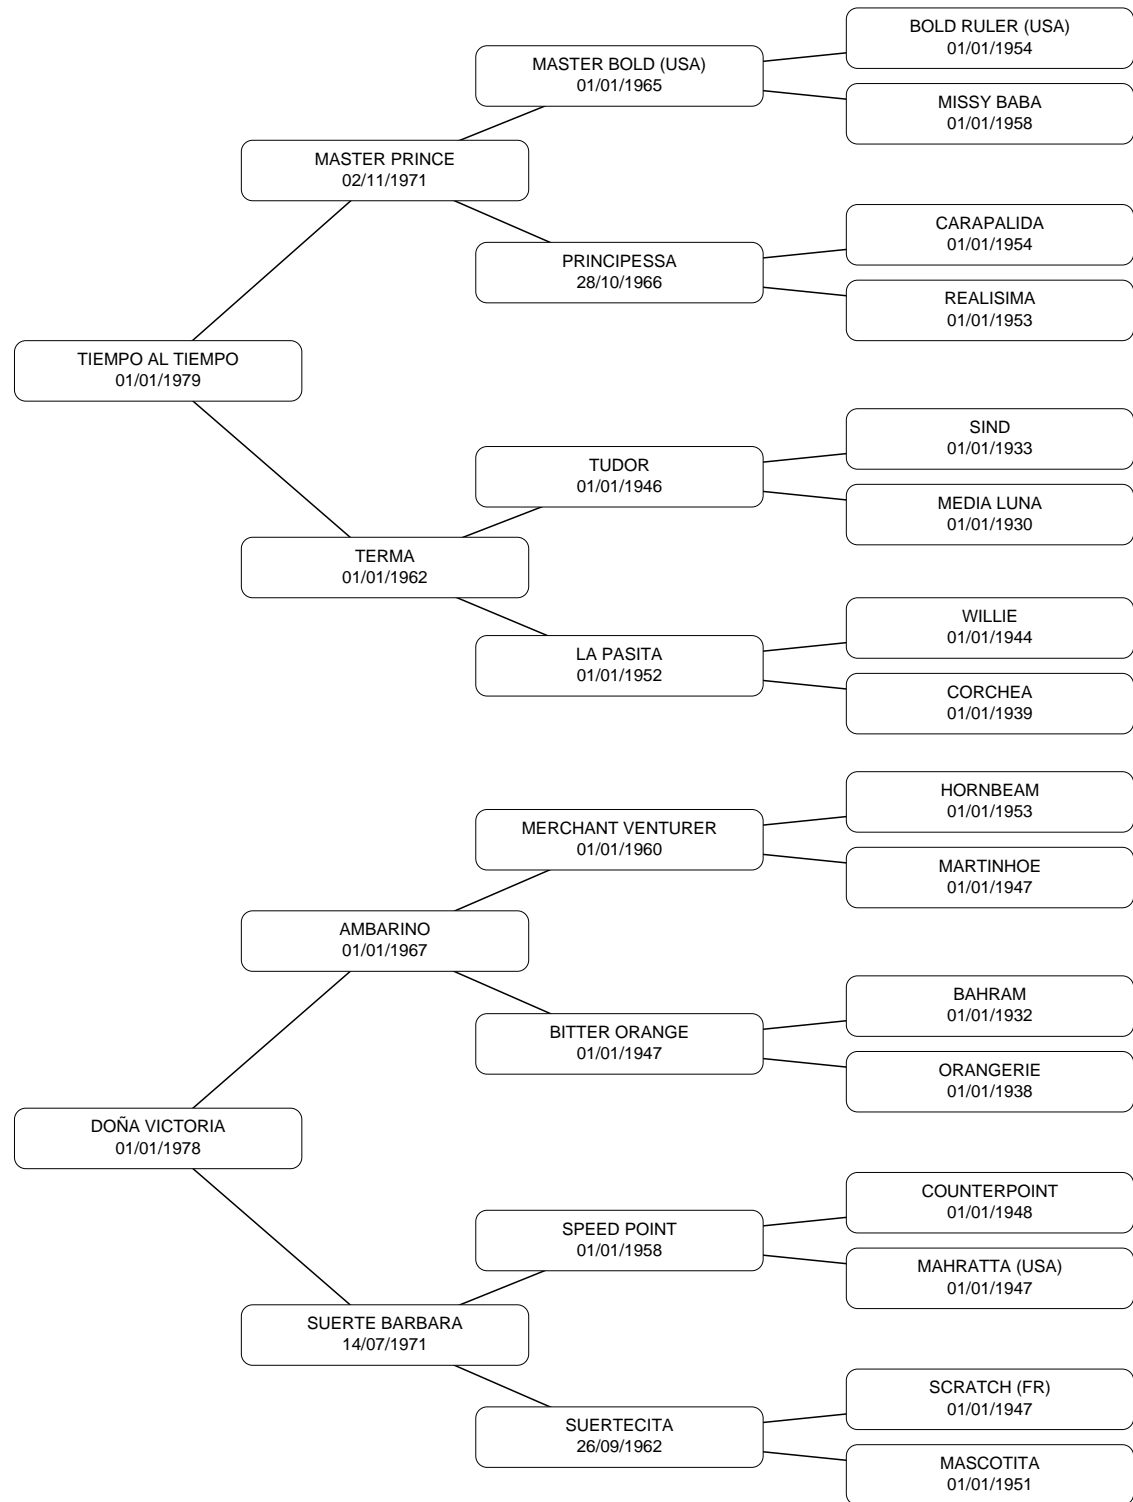 BOLD RULER (USA)
01/01/1954
MASTER BOLD (USA)
01/01/1965
MISSY BABA
01/01/1958
MASTER PRINCE
02/11/1971
CARAPALIDA
01/01/1954
PRINCIPESSA
28/10/1966
REALISIMA
01/01/1953
TIEMPO AL TIEMPO
01/01/1979
SIND
01/01/1933
TUDOR
01/01/1946
MEDIA LUNA
01/01/1930
TERMA
01/01/1962
WILLIE
01/01/1944
LA PASITA
01/01/1952
CORCHEA
01/01/1939
HORNBEAM
01/01/1953
MERCHANT VENTURER
01/01/1960
MARTINHOE
01/01/1947
AMBARINO
01/01/1967
BAHRAM
01/01/1932
BITTER ORANGE
01/01/1947
ORANGERIE
01/01/1938
DOÑA VICTORIA
01/01/1978
COUNTERPOINT
01/01/1948
SPEED POINT
01/01/1958
MAHRATTA (USA)
01/01/1947
SUERTE BARBARA
14/07/1971
SCRATCH (FR)
01/01/1947
SUERTECITA
26/09/1962
MASCOTITA
01/01/1951